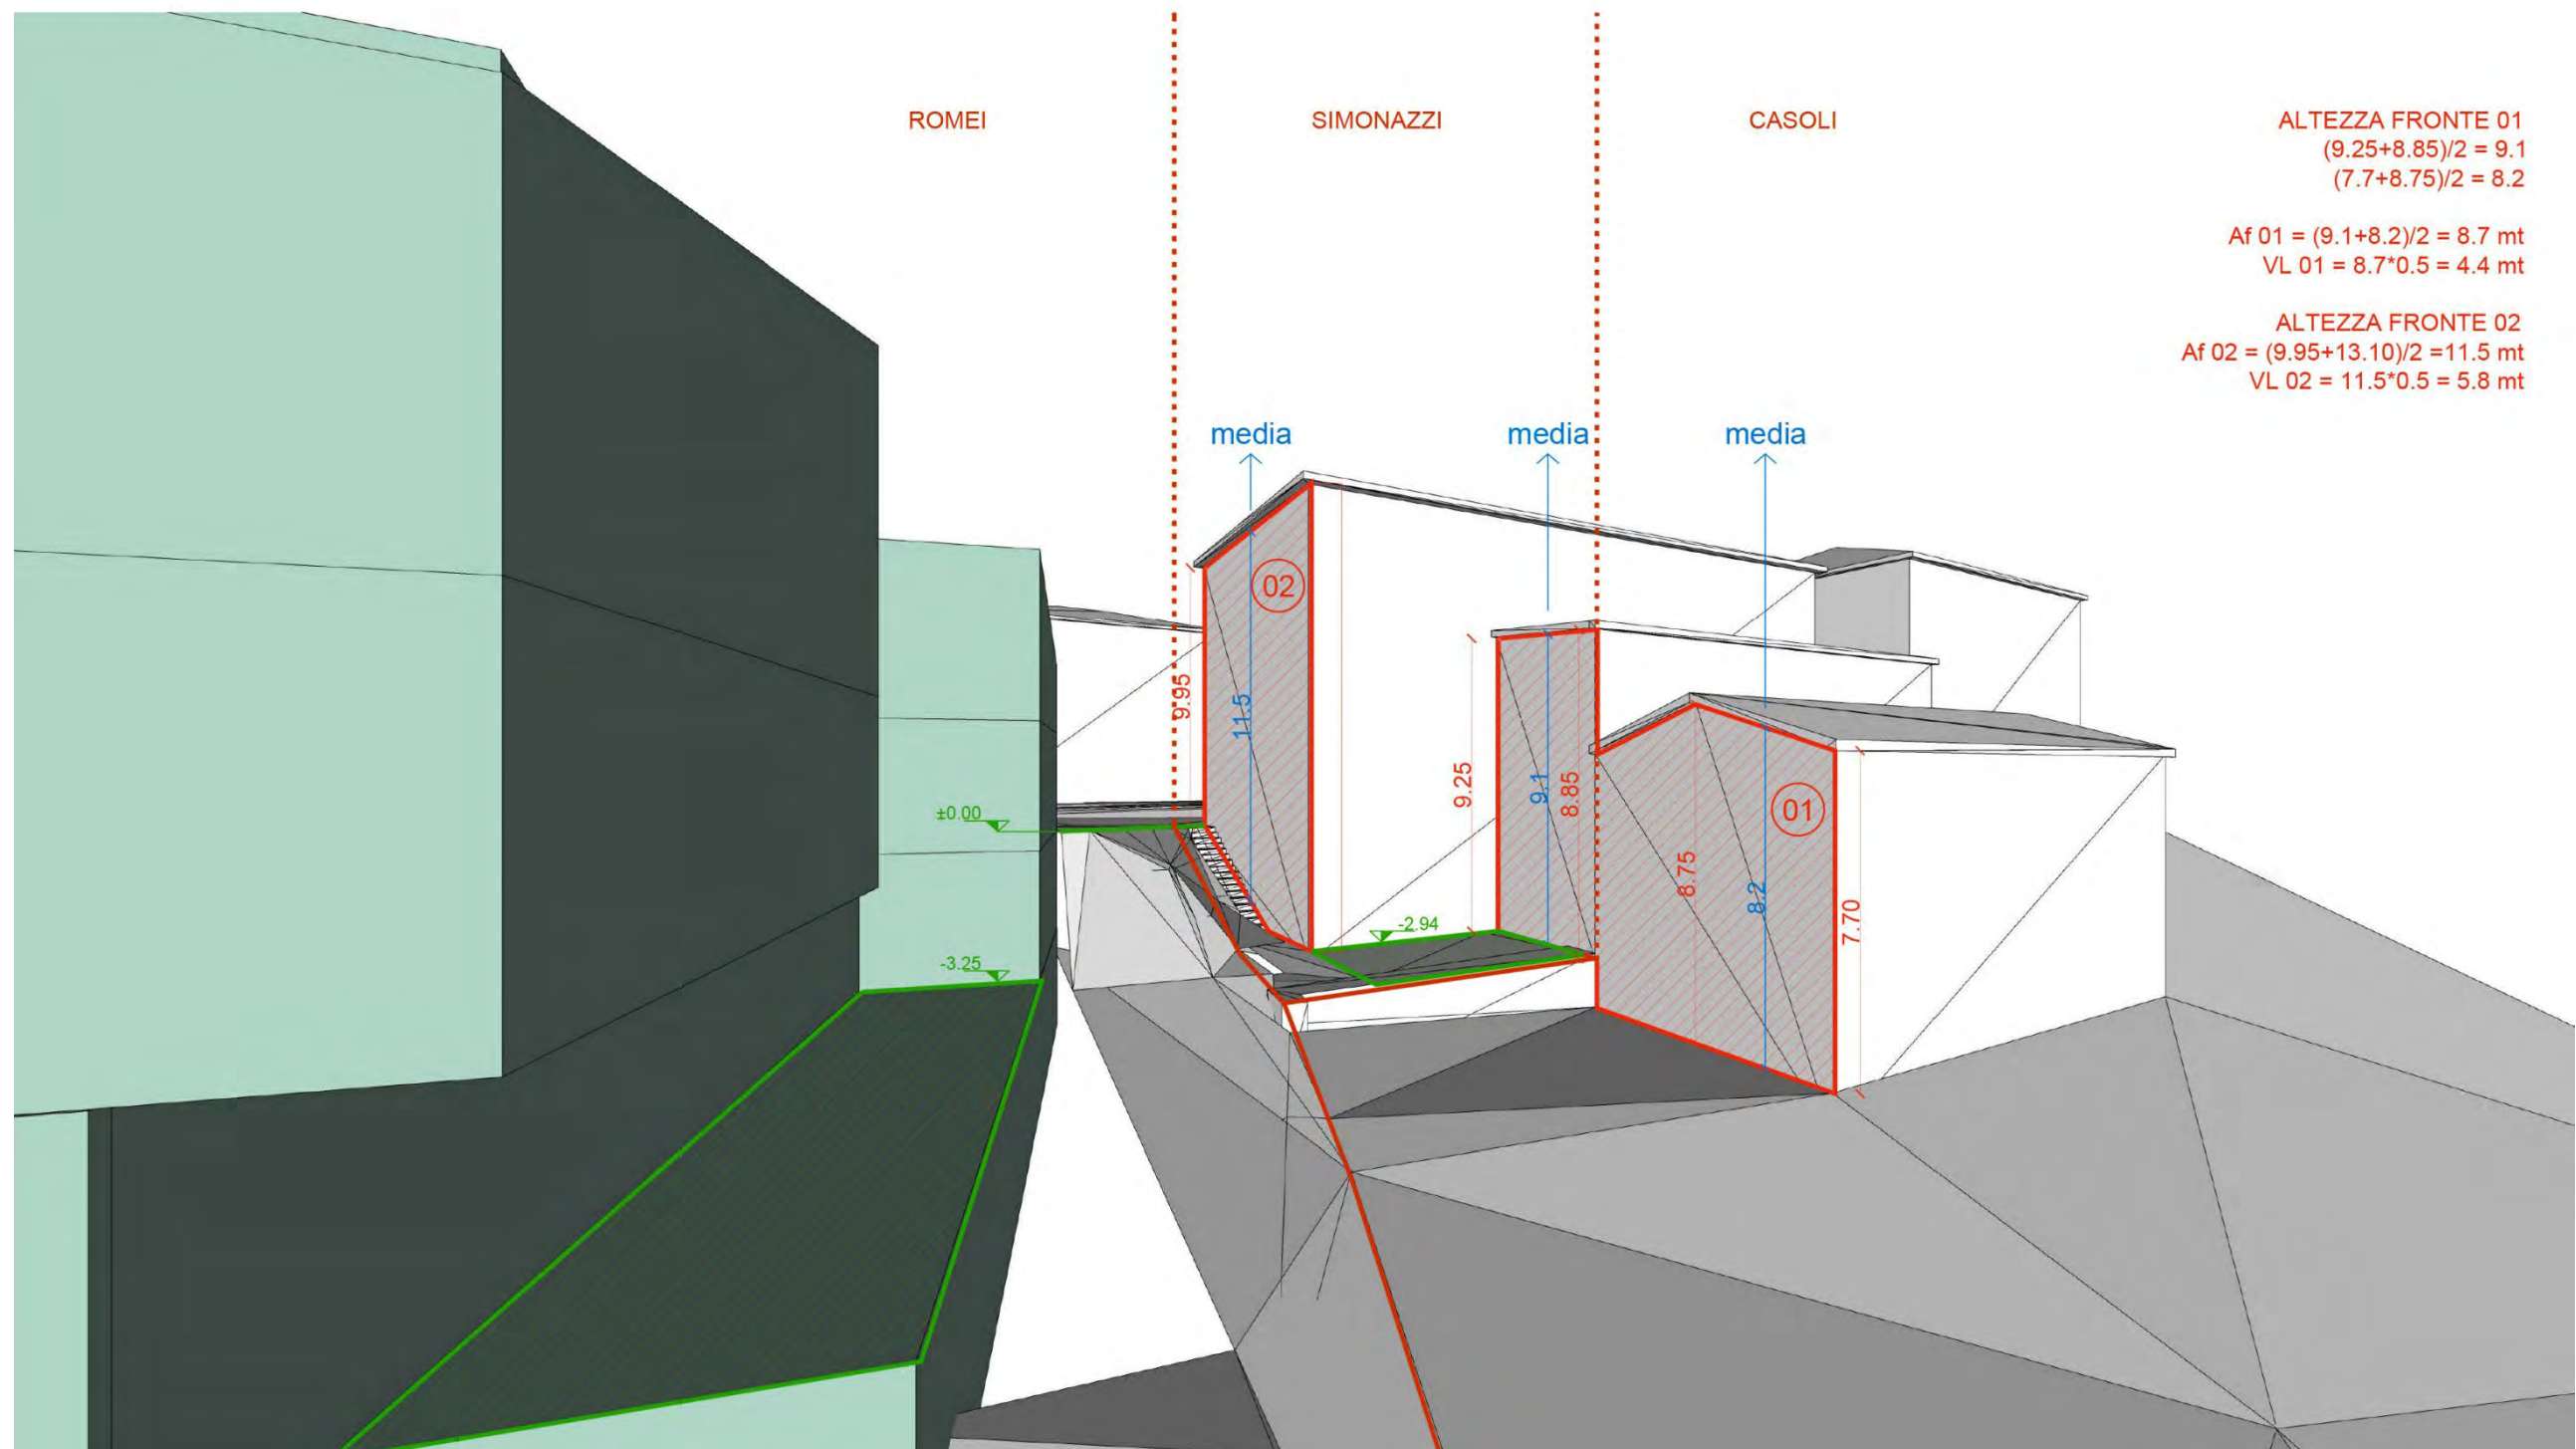 ROMEI
SIMONAZZI
CASOLI
ALTEZZA FRONTE 01
(9.25+8.85)/2 = 9.1
(7.7+8.75)/2 = 8.2
Af 01 = (9.1+8.2)/2 = 8.7 mt
VL 01 = 8.7*0.5 = 4.4 mt
ALTEZZA FRONTE 02
Af 02 = (9.95+13.10)/2 =11.5 mt
VL 02 = 11.5*0.5 = 5.8 mt
media
media
media
02
9.95
11.5
9.25
9.1
8.85
01
8.75
8.2
7.70
±0.00
-2.94
-3.25